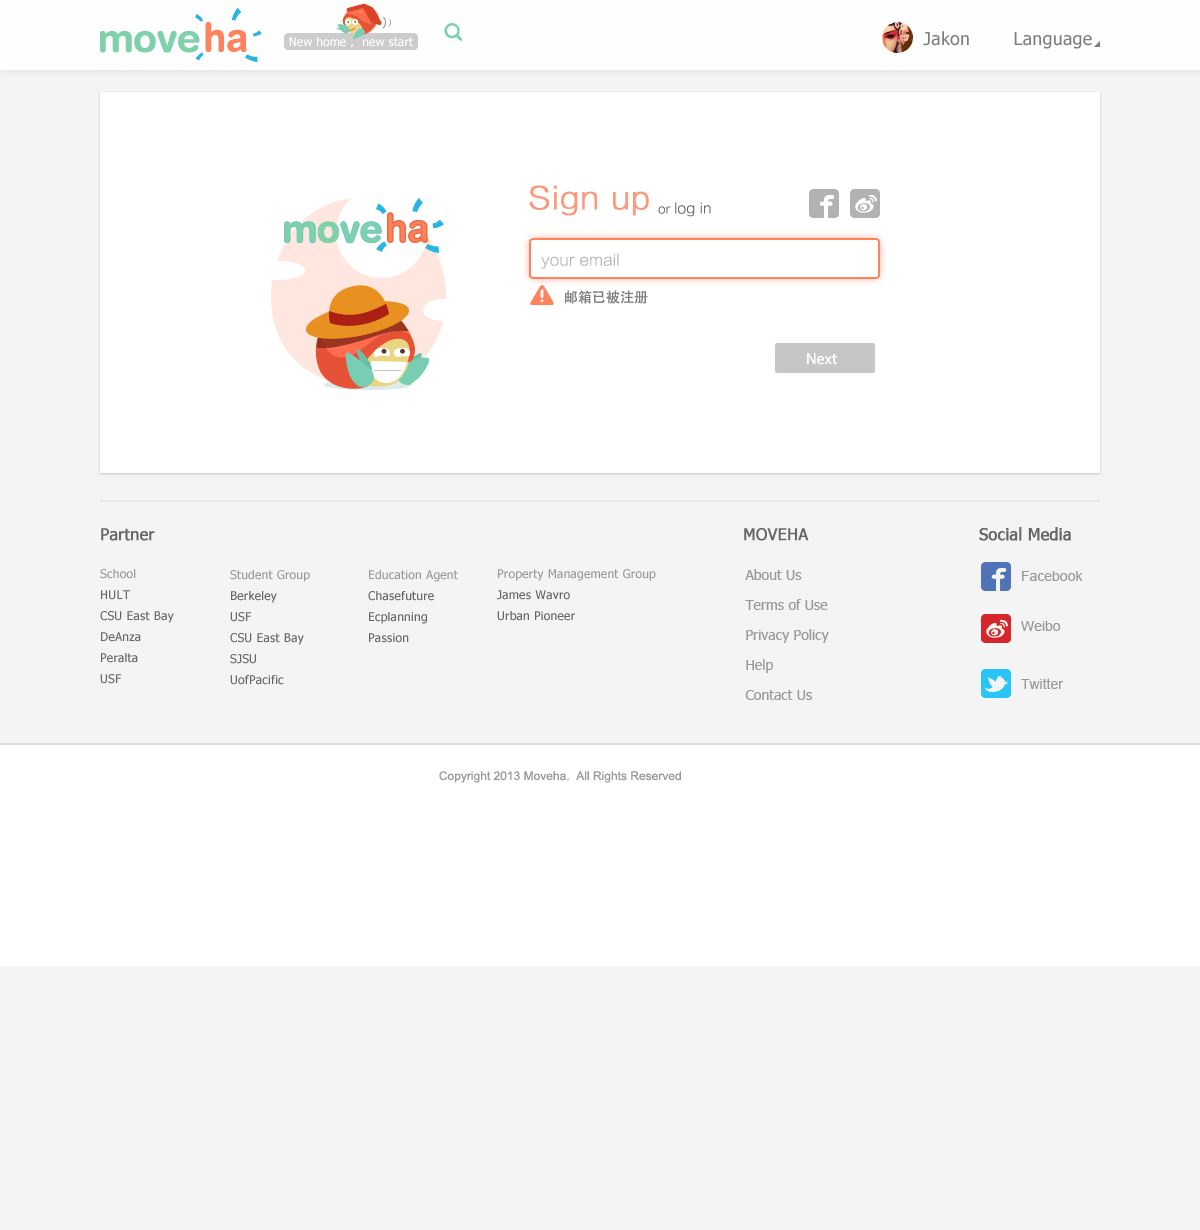 moveha
New home , new start
Jakon
Language
moveha
Sign up or log in
your email
邮箱已被注册
Next
Partner
School
HULT
CSU East Bay
DeAnza
Peralta
USF
Student Group
Berkeley
USF
CSU East Bay
SJSU
UofPacific
Education Agent
Chasefuture
Ecplanning
Passion
Property Management Group
James Wavro
Urban Pioneer
MOVEHA
About Us
Terms of Use
Privacy Policy
Help
Contact Us
Social Media
Facebook
Weibo
Twitter
Copyright 2013 Moveha. All Rights Reserved